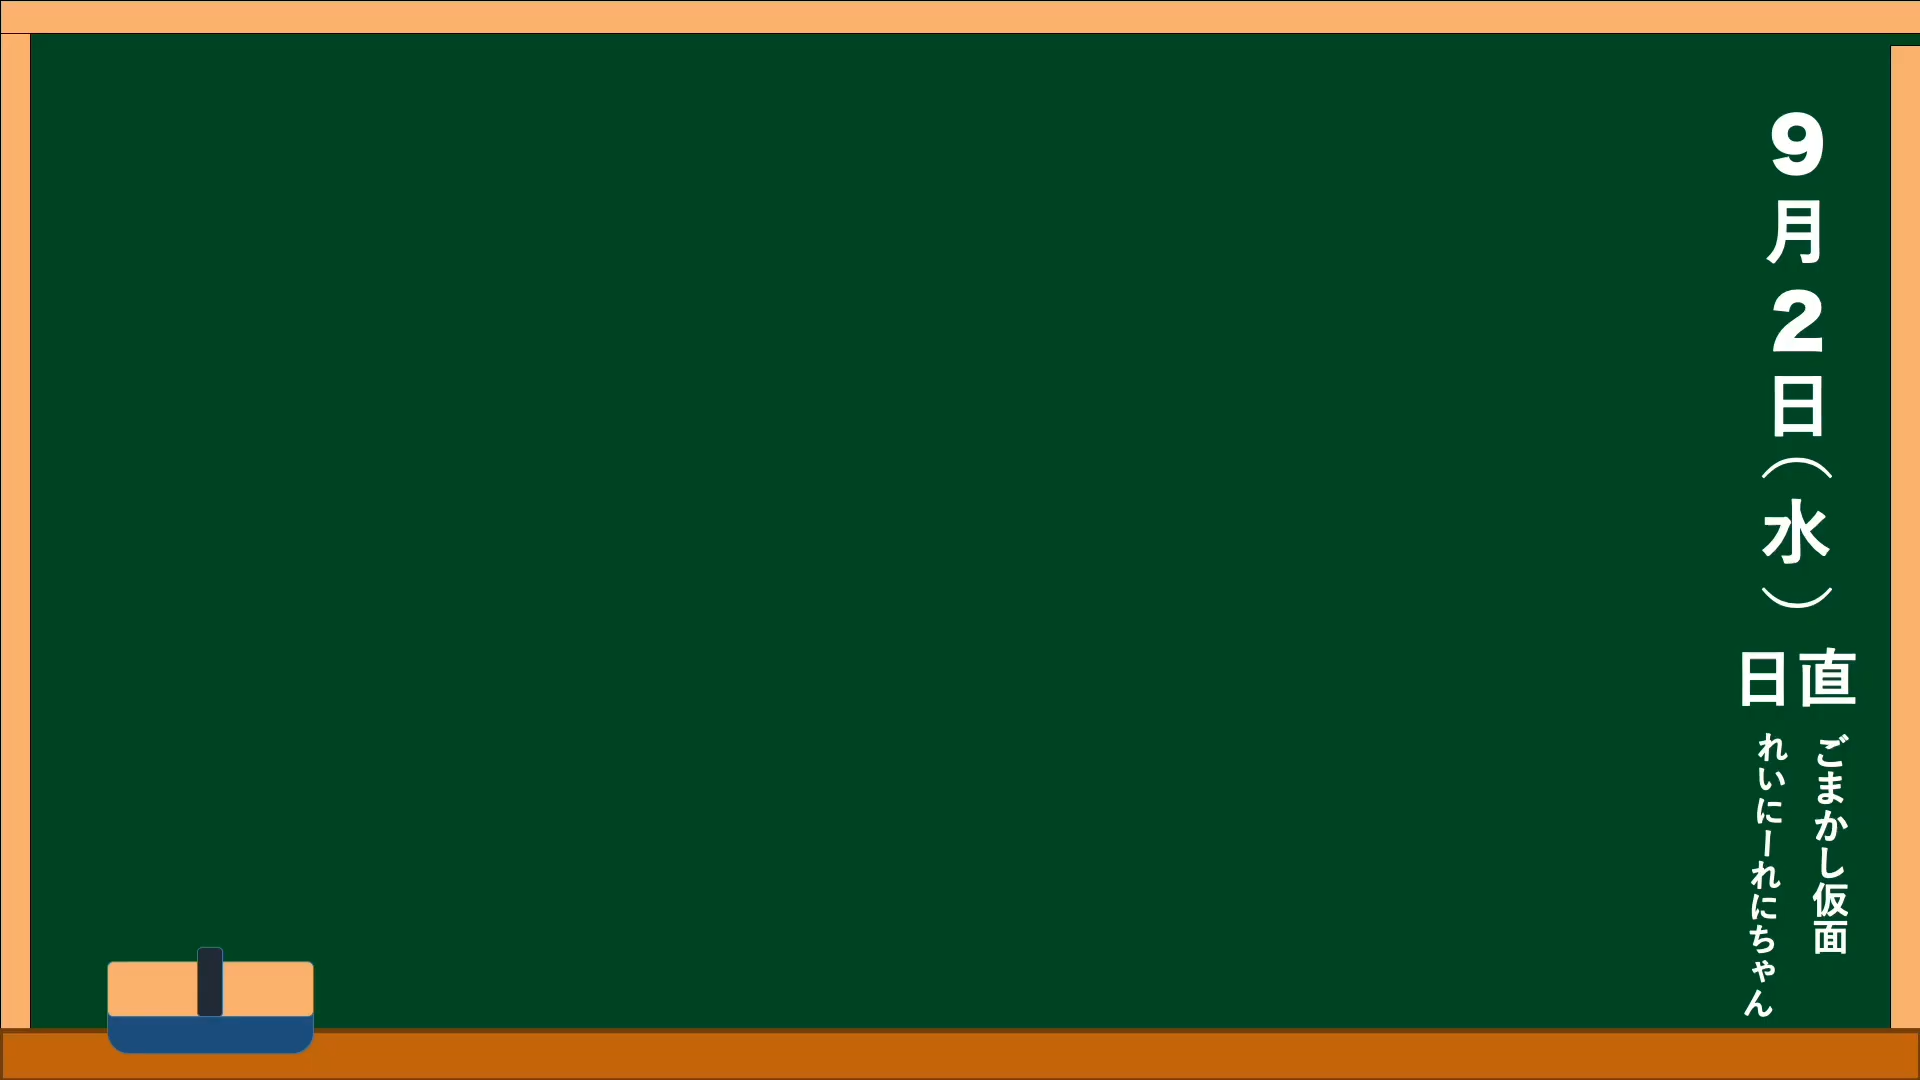 9月2日（水）
日直
ごまかし仮面
れいにーれにちゃん